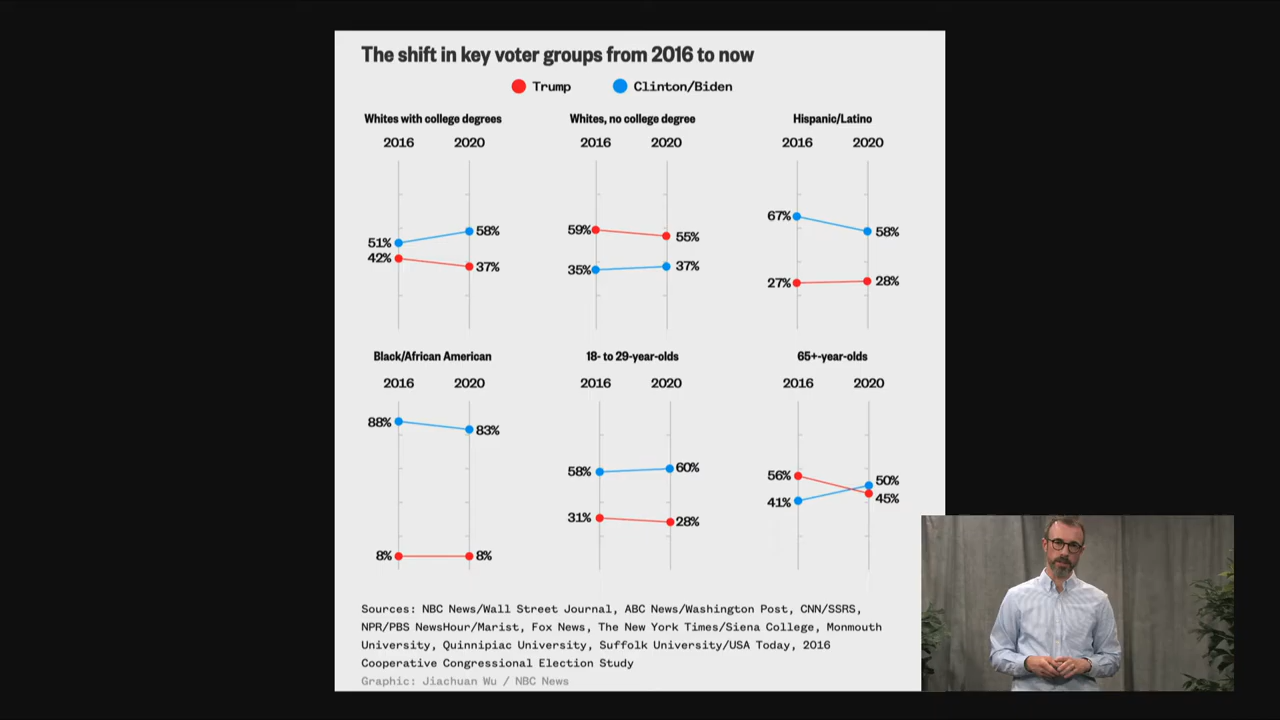 The shift in key voter groups from 2016 to now
Trump
Clinton/Biden
Whites with college degrees
2016 2020
51% 58%
42% 37%
Whites, no college degree
2016 2020
59% 55%
35% 37%
Hispanic/Latino
2016 2020
67% 58%
27% 28%
Black/African American
2016 2020
88% 83%
8% 8%
18- to 29-year-olds
2016 2020
58% 60%
31% 28%
65+-year-olds
2016 2020
56% 50%
41% 45%
Sources: NBC News/Wall Street Journal, ABC News/Washington Post, CNN/SSRS,
NPR/PBS NewsHour/Marist, Fox News, The New York Times/Siena College, Monmouth
University, Quinnipiac University, Suffolk University/USA Today, 2016
Cooperative Congressional Election Study
Graphic: Jiachuan Wu / NBC News